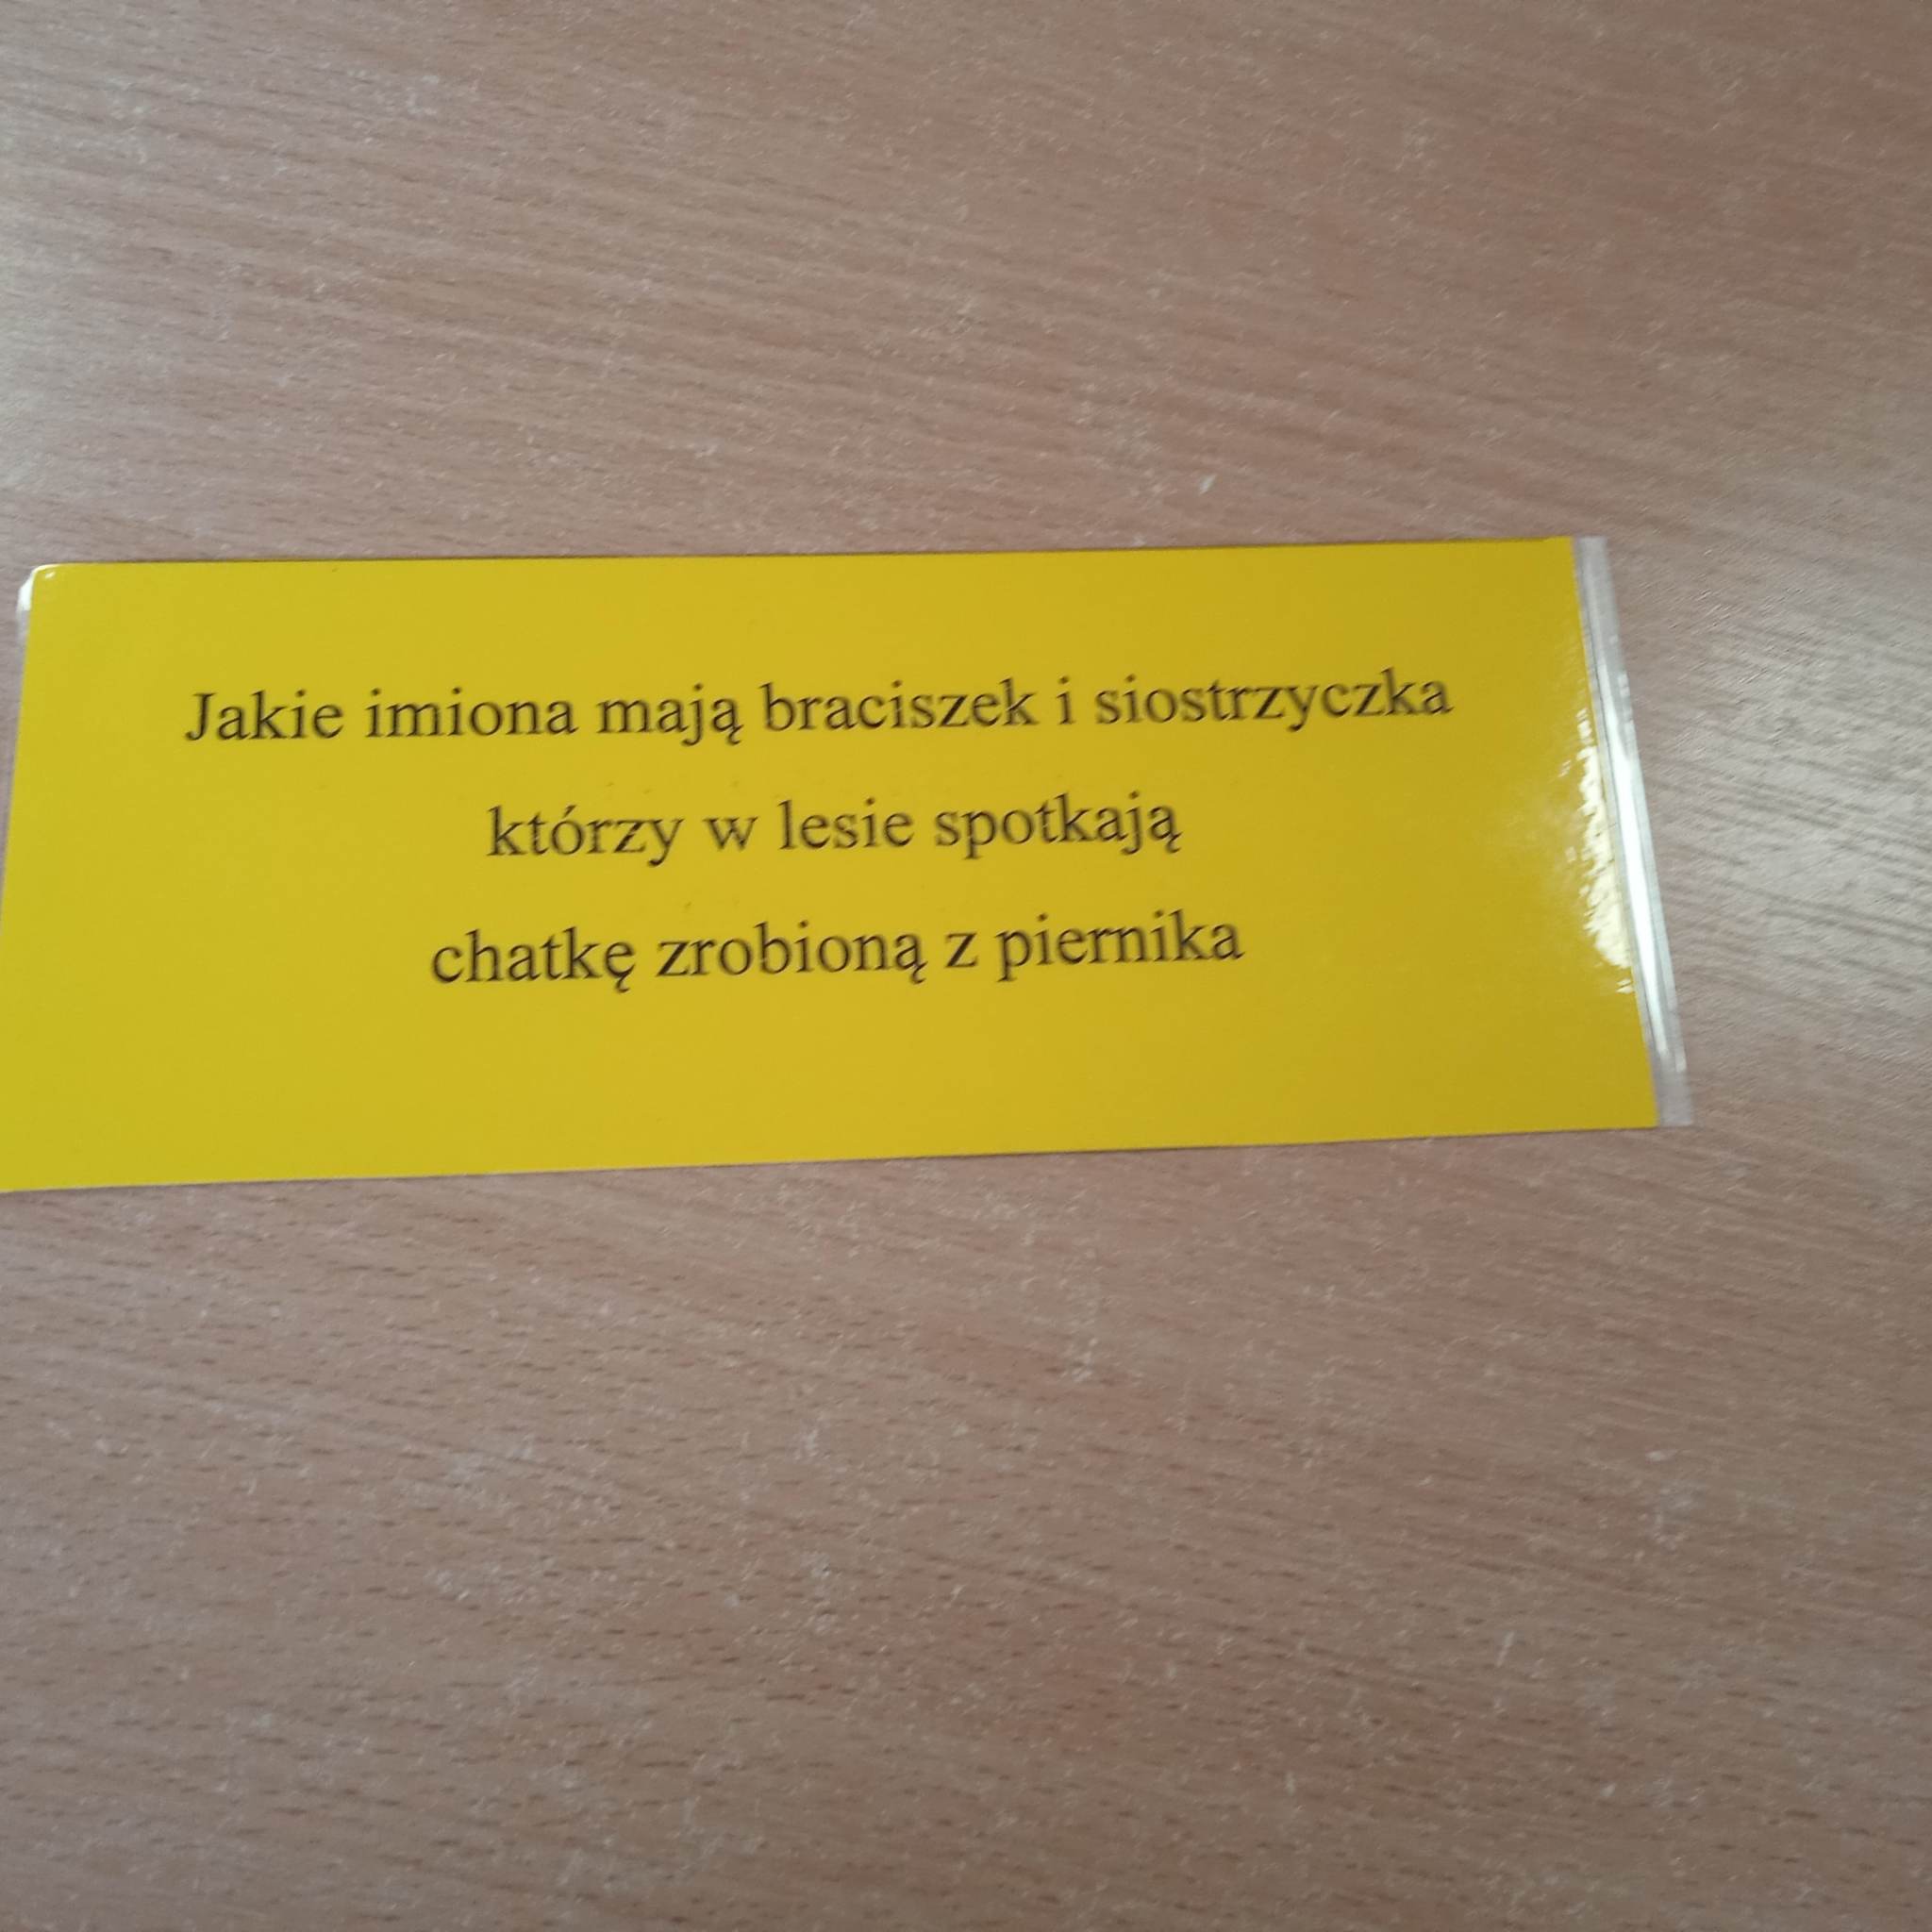 Jakie imiona mają braciszek i siostrzyczka
którzy w lesie spotkają
chatkę zrobioną z piernika